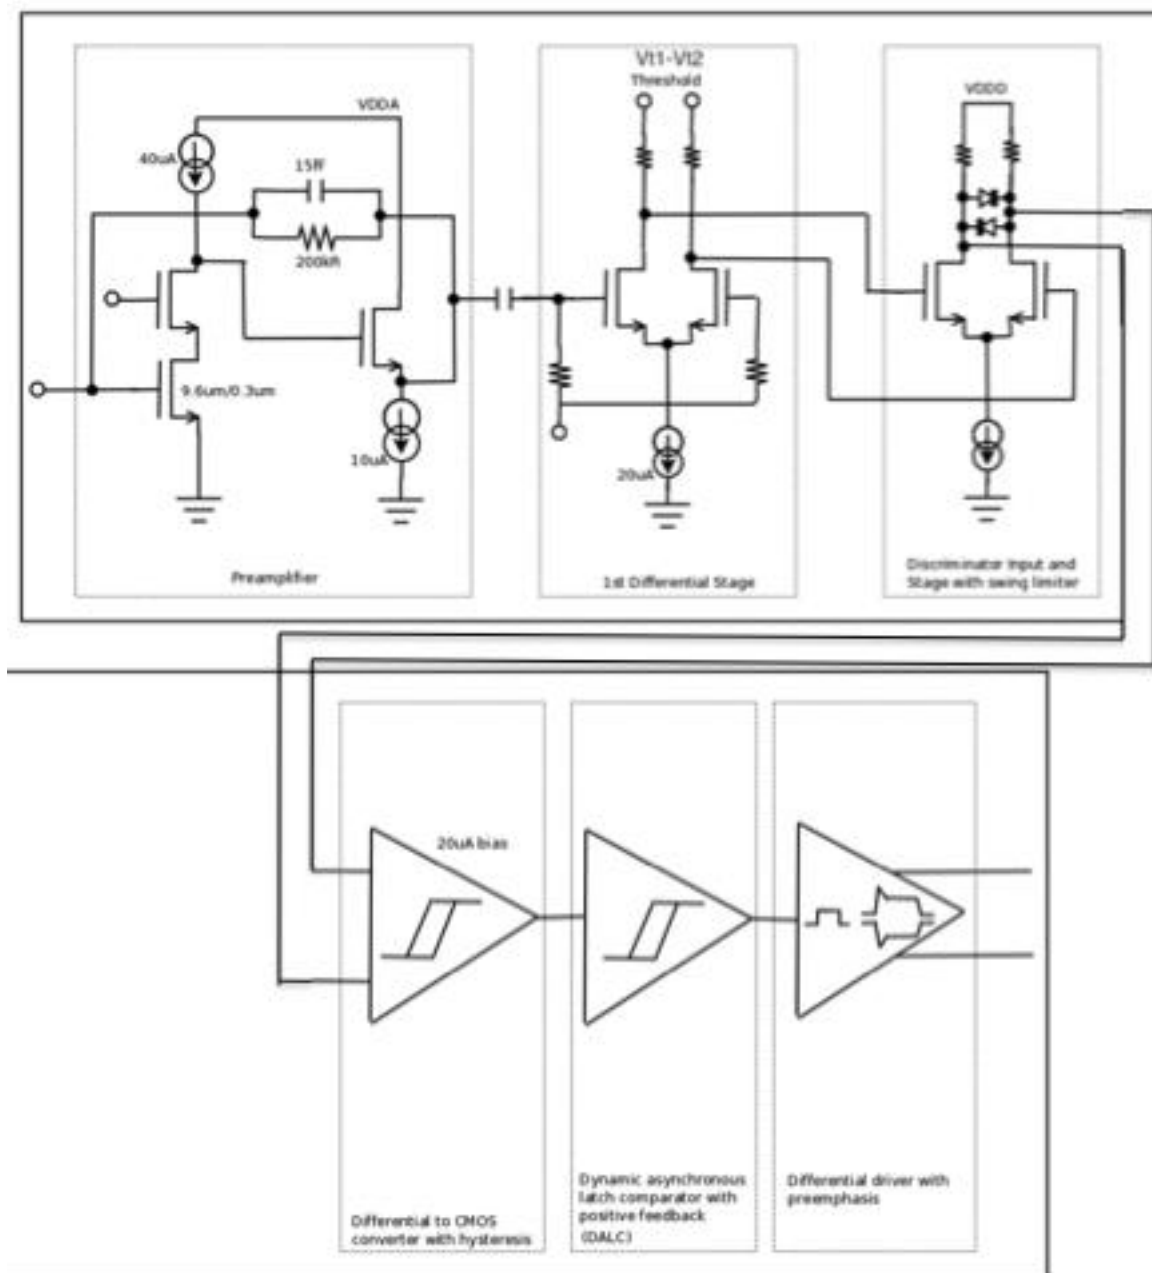 Vt1-Vt2
Threshold
VDDA
VDDD
40uA
15fF
200kΩ
9.6um/0.3um
10uA
20uA
Preamplifier
1st Differential Stage
Discriminator Input and
Stage with swing limiter
20uA bias
Differential to CMOS
converter with hysteresis
Dynamic asynchronous
latch comparator with
positive feedback
(DALC)
Differential driver with
preemphasis